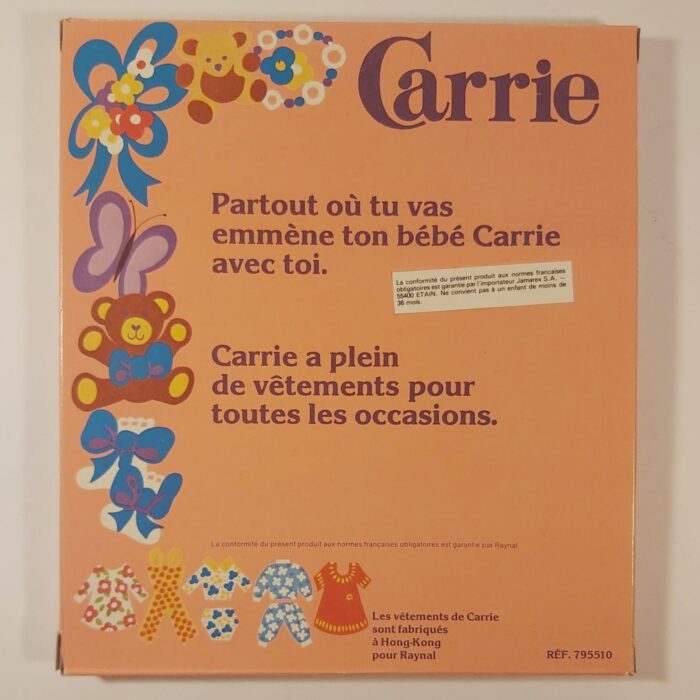 Carrie
Partout où tu vas
emmène ton bébé Carrie
avec toi.
La conformité du présent produit aux normes françaises
obligatoires est garantie par l'importateur Jamarex S.A. —
55400 ETAIN. Ne convient pas à un enfant de moins de
36 mois.
Carrie a plein
de vêtements pour
toutes les occasions.
La conformité du présent produit aux normes françaises obligatoires est garantie par Raynal
Les vêtements de Carrie
sont fabriqués
à Hong-Kong
pour Raynal
RÉF. 795510